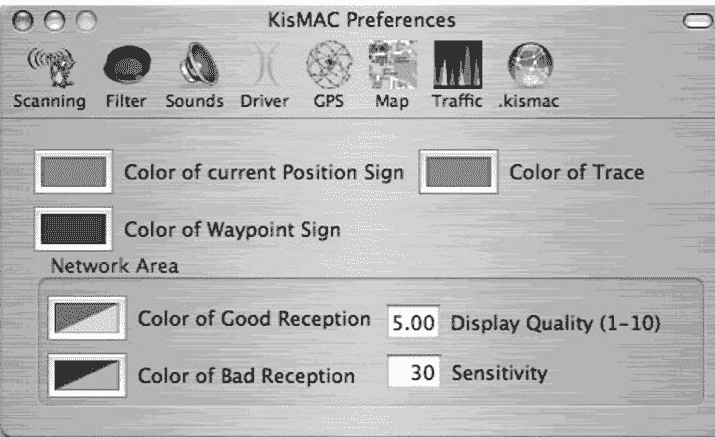 KisMAC Preferences
Scanning Filter Sounds Driver GPS Map Traffic .kismac
Color of current Position Sign Color of Trace
Color of Waypoint Sign
Network Area
Color of Good Reception 5.00 Display Quality (1-10)
Color of Bad Reception 30 Sensitivity